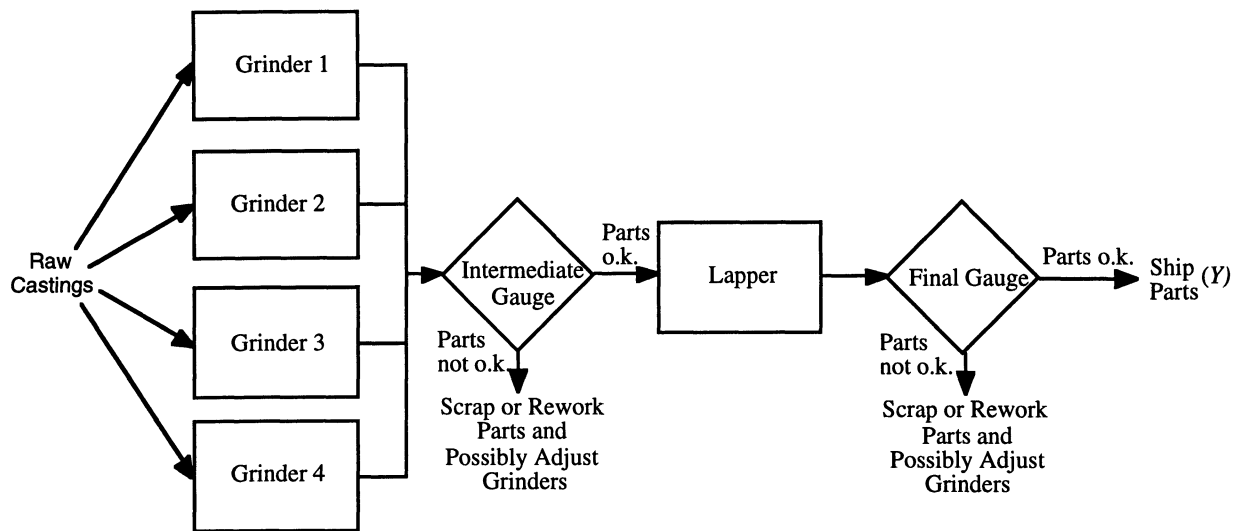 Grinder 1
Grinder 2
Grinder 3
Grinder 4
Raw
Castings
Intermediate
Gauge
Parts
o.k.
Parts
not o.k.
Scrap or Rework
Parts and
Possibly Adjust
Grinders
Lapper
Final Gauge
Parts o.k.
Parts
not o.k.
Scrap or Rework
Parts and
Possibly Adjust
Grinders
Ship (Y)
Parts